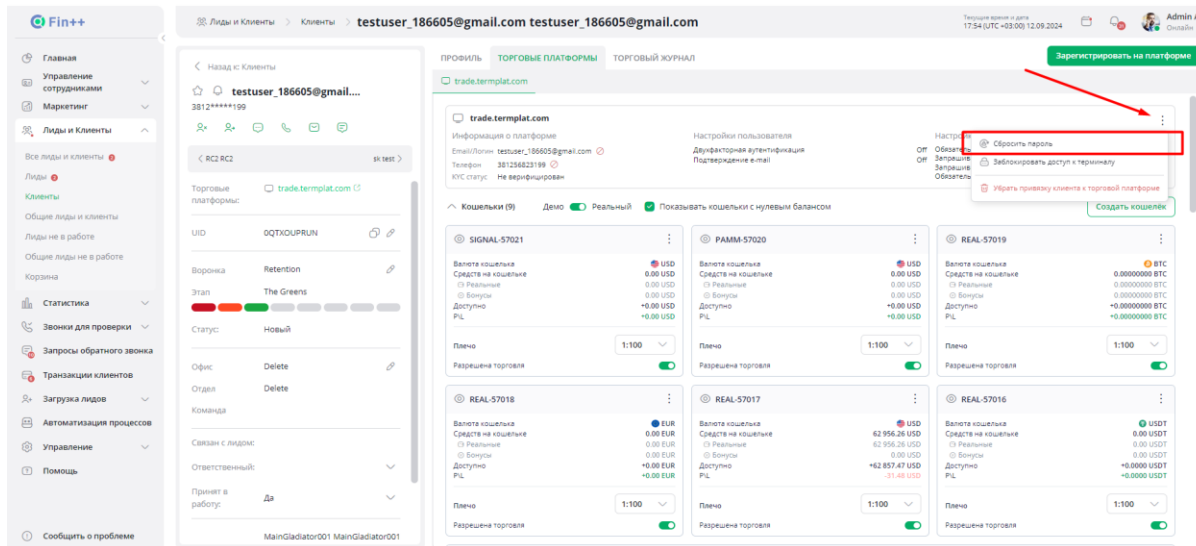 Fin++
Лиды и Клиенты > Клиенты > testuser_186605@gmail.com testuser_186605@gmail.com
Текущие время и дата
17:54 (UTC +03:00) 12.09.2024
Admin
Онлайн
Главная
Управление
сотрудниками
Маркетинг
Лиды и Клиенты
Все лиды и клиенты
Лиды
Клиенты
Общие лиды и клиенты
Лиды не в работе
Общие лиды не в работе
Корзина
Статистика
Звонки для проверки
Запросы обратного звонка
Транзакции клиентов
Загрузка лидов
Автоматизация процессов
Управление
Помощь
Сообщить о проблеме
Назад к: Клиенты
testuser_186605@gmail....
3812*****199
< RC2 RC2
sk test >
Торговые
платформы:
trade.termplat.com
UID
0QTXOUPRUN
Воронка
Retention
Этап
The Greens
Статус:
Новый
Офис
Delete
Отдел
Delete
Команда
Связан с лидом:
Ответственный:
Принят в
работу:
Да
MainGladiator001 MainGladiator001
ПРОФИЛЬ ТОРГОВЫЕ ПЛАТФОРМЫ ТОРГОВЫЙ ЖУРНАЛ
Зарегистрировать на платформе
trade.termplat.com
trade.termplat.com
Информация о платформе
Email/Логин testuser_186605@gmail.com
Телефон 381256823199
KYC статус Не верифицирован
Настройки пользователя
Двухфакторная аутентификация Off
Подтверждение e-mail Off
Сбросить пароль
Заблокировать доступ к терминалу
Убрать привязку клиента к торговой платформе
Кошельки (9) Демо Реальный Показывать кошельки с нулевым балансом
Создать кошелёк
SIGNAL-57021
Валюта кошелька USD
Средств на кошельке 0.00 USD
Реальные 0.00 USD
Бонусы 0.00 USD
Доступно +0.00 USD
P\L +0.00 USD
Плечо 1:100
Разрешена торговля
PAMM-57020
Валюта кошелька USD
Средств на кошельке 0.00 USD
Реальные 0.00 USD
Бонусы 0.00 USD
Доступно +0.00 USD
P\L +0.00 USD
Плечо 1:100
Разрешена торговля
REAL-57019
Валюта кошелька BTC
Средств на кошельке 0.00000000 BTC
Реальные 0.00000000 BTC
Бонусы 0.00000000 BTC
Доступно +0.00000000 BTC
P\L +0.00000000 BTC
Плечо 1:100
Разрешена торговля
REAL-57018
Валюта кошелька EUR
Средств на кошельке 0.00 EUR
Реальные 0.00 EUR
Бонусы 0.00 EUR
Доступно +0.00 EUR
P\L +0.00 EUR
Плечо 1:100
Разрешена торговля
REAL-57017
Валюта кошелька USD
Средств на кошельке 62 956.26 USD
Реальные 62 956.26 USD
Бонусы 0.00 USD
Доступно +62 857.47 USD
P\L -31.48 USD
Плечо 1:100
Разрешена торговля
REAL-57016
Валюта кошелька USDT
Средств на кошельке 0.00 USDT
Реальные 0.00 USDT
Бонусы 0.00 USDT
Доступно +0.0000 USDT
P\L +0.0000 USDT
Плечо 1:100
Разрешена торговля